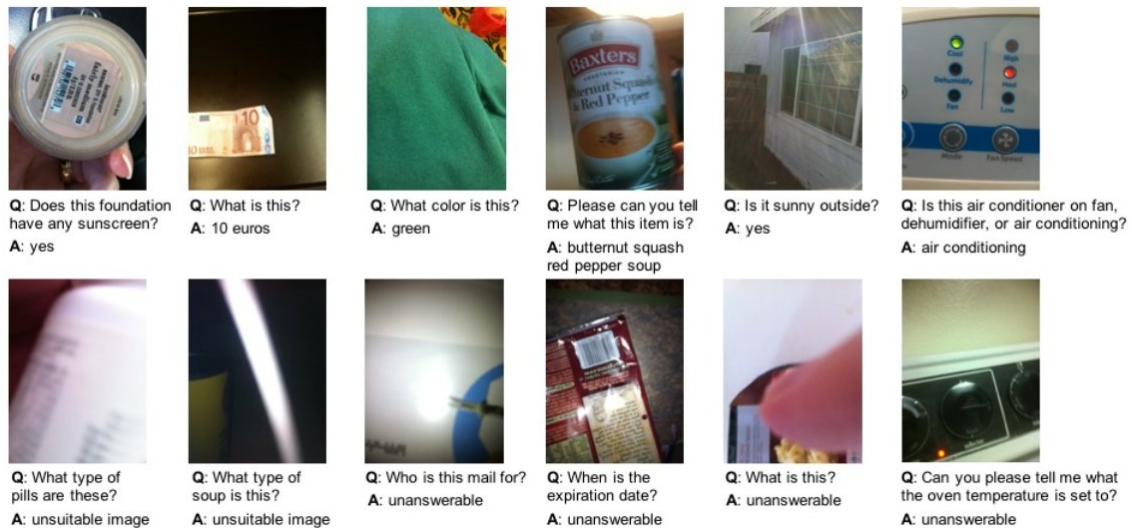 Baxters
VEGETARIAN
Butternut Squash
& Red Pepper
10
Cool
High
Dehumidify
Med
Fan
Low
Mode
Fan Speed
Q: Does this foundation
have any sunscreen?
A: yes
Q: What is this?
A: 10 euros
Q: What color is this?
A: green
Q: Please can you tell
me what this item is?
A: butternut squash
red pepper soup
Q: Is it sunny outside?
A: yes
Q: Is this air conditioner on fan,
dehumidifier, or air conditioning?
A: air conditioning
Q: What type of
pills are these?
A: unsuitable image
Q: What type of
soup is this?
A: unsuitable image
Q: Who is this mail for?
A: unanswerable
Q: When is the
expiration date?
A: unanswerable
Q: What is this?
A: unanswerable
Q: Can you please tell me what
the oven temperature is set to?
A: unanswerable